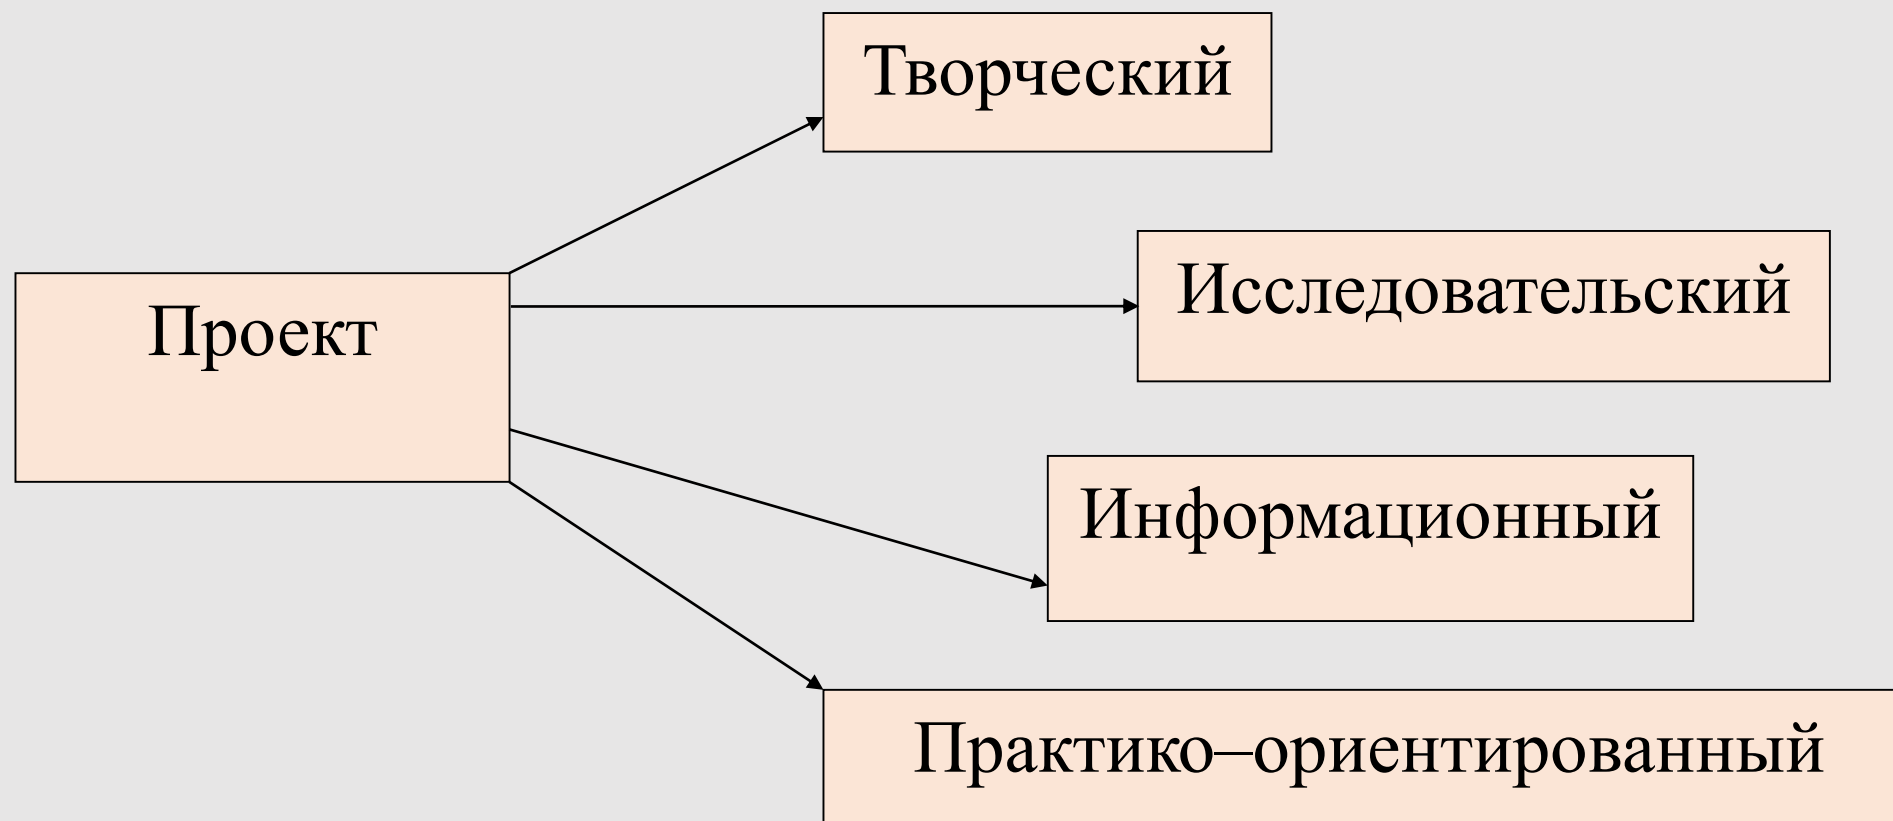 Творческий
Исследовательский
Проект
Информационный
Практико–ориентированный